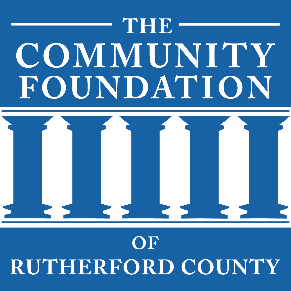 THE
COMMUNITY
FOUNDATION
OF
RUTHERFORD COUNTY